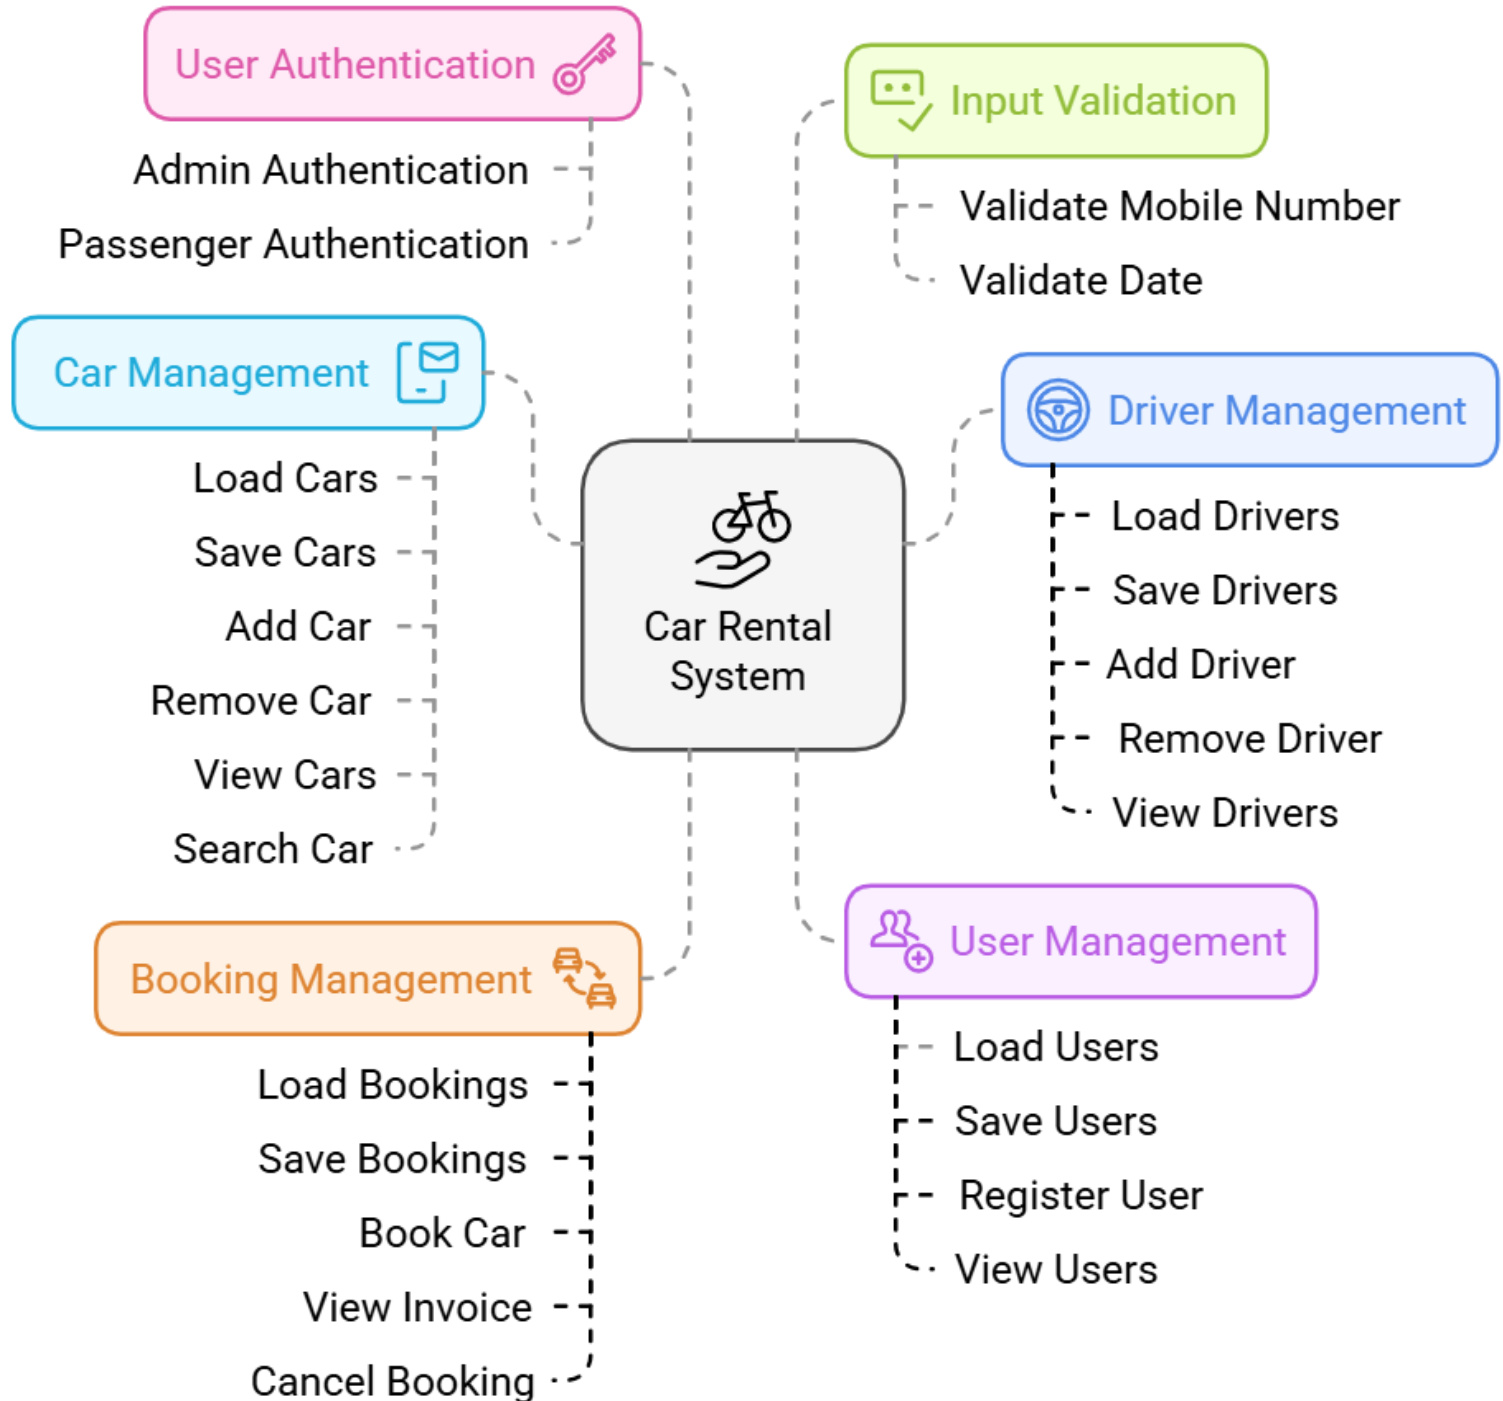 User Authentication
Admin Authentication
Passenger Authentication
Input Validation
Validate Mobile Number
Validate Date
Car Management
Load Cars
Save Cars
Add Car
Remove Car
View Cars
Search Car
Car Rental
System
Driver Management
Load Drivers
Save Drivers
Add Driver
Remove Driver
View Drivers
Booking Management
Load Bookings
Save Bookings
Book Car
View Invoice
Cancel Booking
User Management
Load Users
Save Users
Register User
View Users